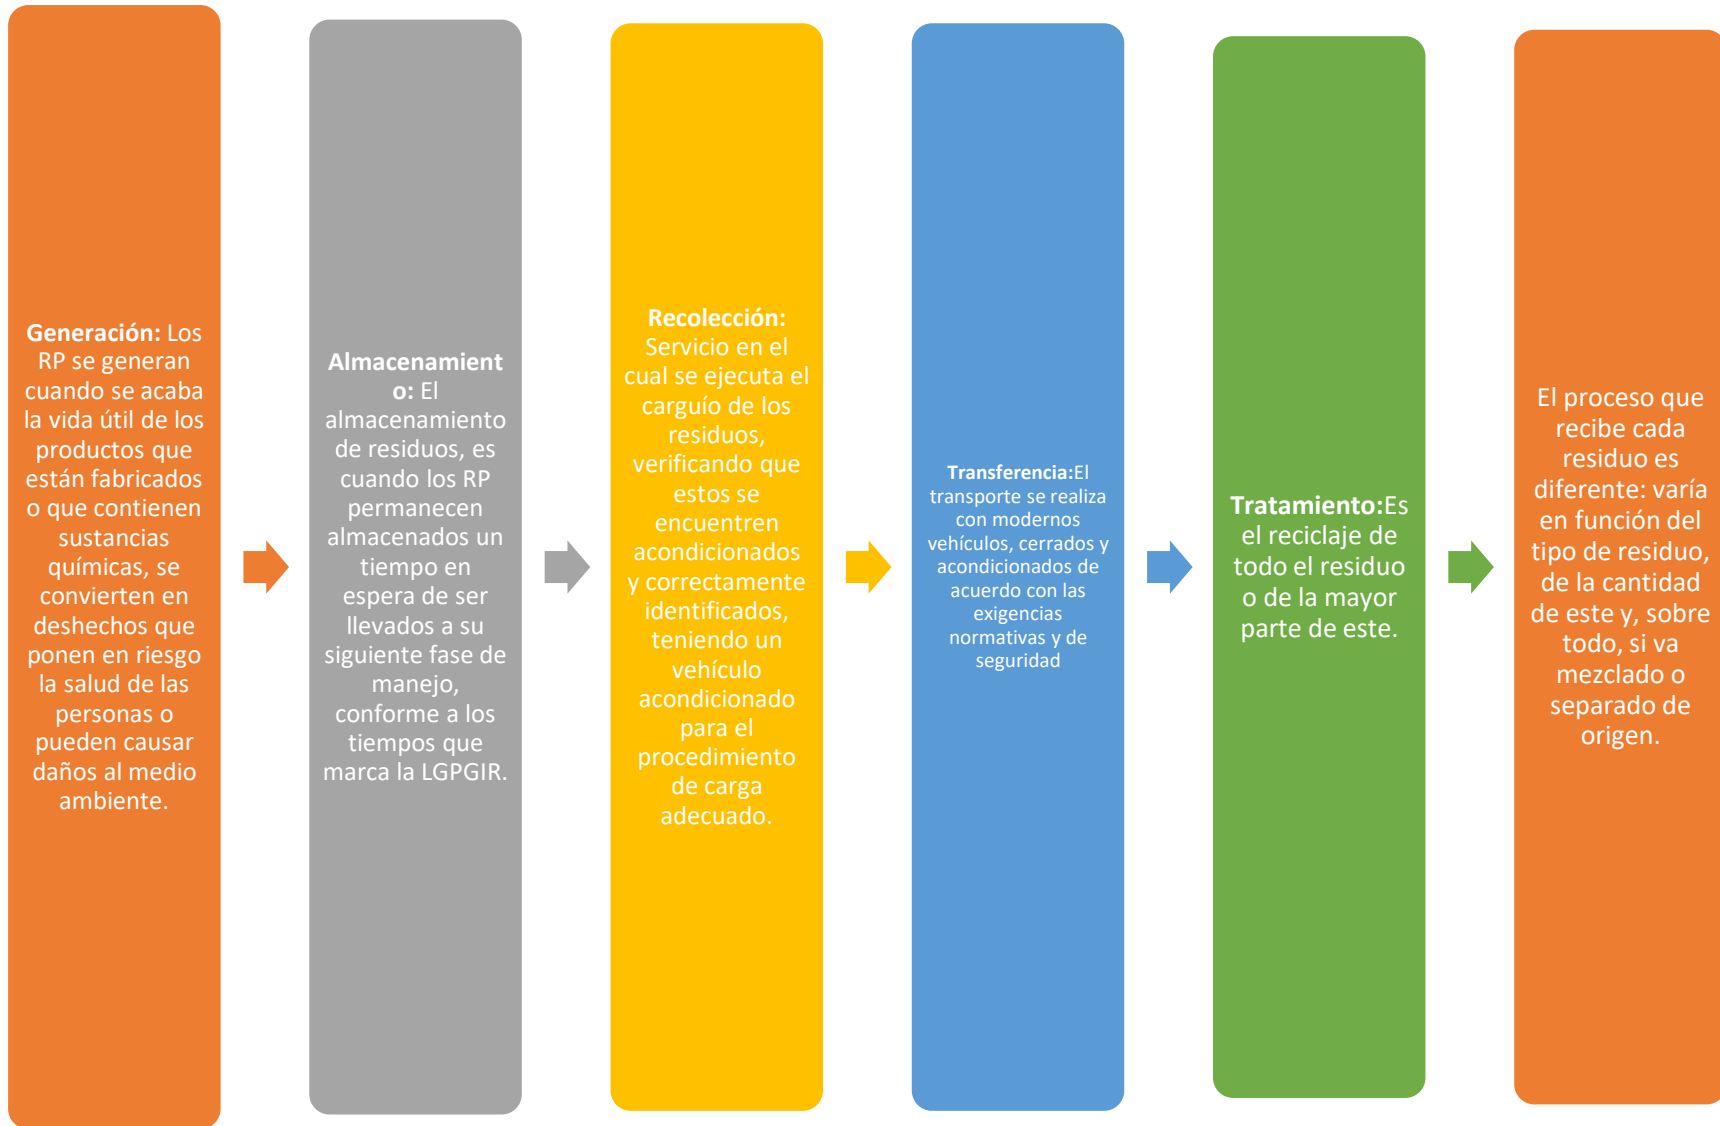 Generación: Los
RP se generan
cuando se acaba
la vida útil de los
productos que
están fabricados
o que contienen
sustancias
químicas, se
convierten en
deshechos que
ponen en riesgo
la salud de las
personas o
pueden causar
daños al medio
ambiente.
Almacenamient
o: El
almacenamiento
de residuos, es
cuando los RP
permanecen
almacenados un
tiempo en
espera de ser
llevados a su
siguiente fase de
manejo,
conforme a los
tiempos que
marca la LGPGIR.
Recolección:
Servicio en el
cual se ejecuta el
carguío de los
residuos,
verificando que
estos se
encuentren
acondicionados
y correctamente
identificados,
teniendo un
vehículo
acondicionado
para el
procedimiento
de carga
adecuado.
Transferencia:El
transporte se realiza
con modernos
vehículos, cerrados y
acondicionados de
acuerdo con las
exigencias
normativas y de
seguridad
Tratamiento:Es
el reciclaje de
todo el residuo
o de la mayor
parte de este.
El proceso que
recibe cada
residuo es
diferente: varía
en función del
tipo de residuo,
de la cantidad
de este y, sobre
todo, si va
mezclado o
separado de
origen.